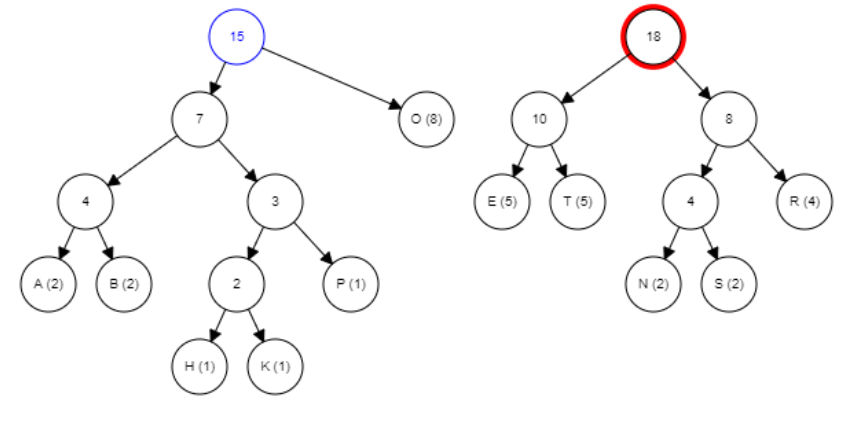 15 18
7 O (8) 10 8
4 3 E (5) T (5) 4 R (4)
A (2) B (2) 2 P (1) N (2) S (2)
H (1) K (1)